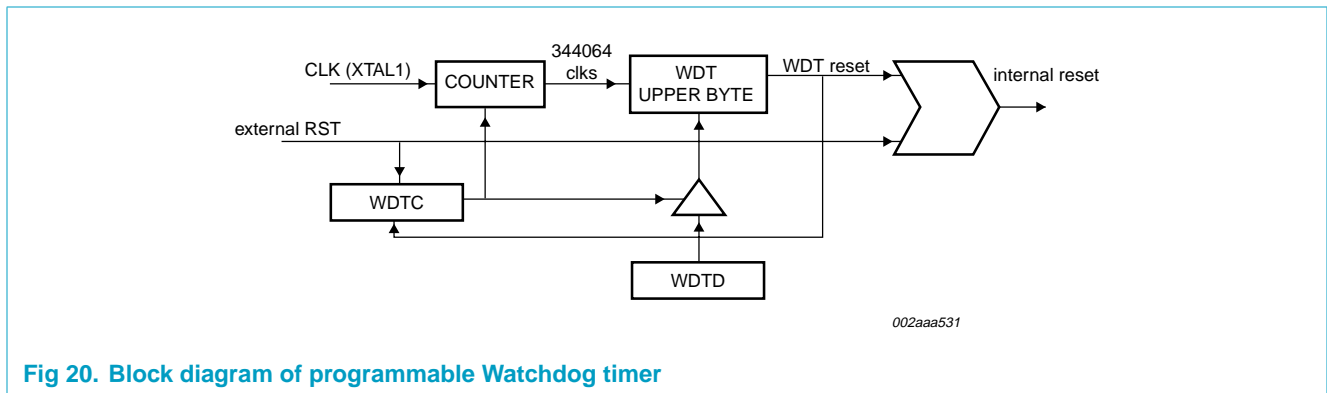 344064
clks
CLK (XTAL1)
COUNTER
WDT
UPPER BYTE
WDT reset
internal reset
external RST
WDTC
WDTD
002aaa531
Fig 20. Block diagram of programmable Watchdog timer